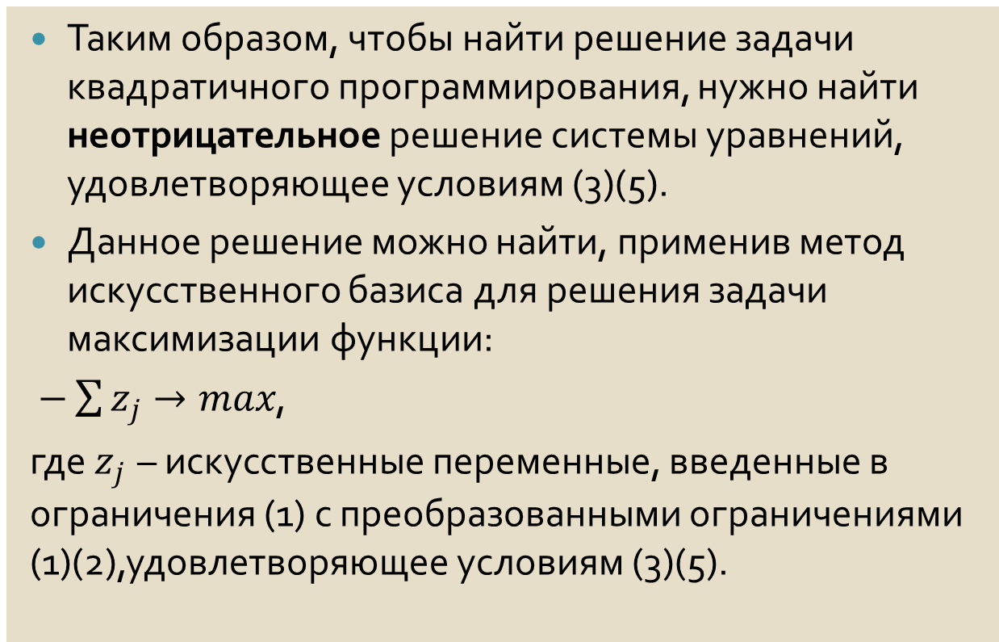 • Таким образом, чтобы найти решение задачи
квадратичного программирования, нужно найти
неотрицательное решение системы уравнений,
удовлетворяющее условиям (3)(5).
• Данное решение можно найти, применив метод
искусственного базиса для решения задачи
максимизации функции:
− ∑ z_j → max,
где z_j – искусственные переменные, введенные в
ограничения (1) с преобразованными ограничениями
(1)(2),удовлетворяющее условиям (3)(5).